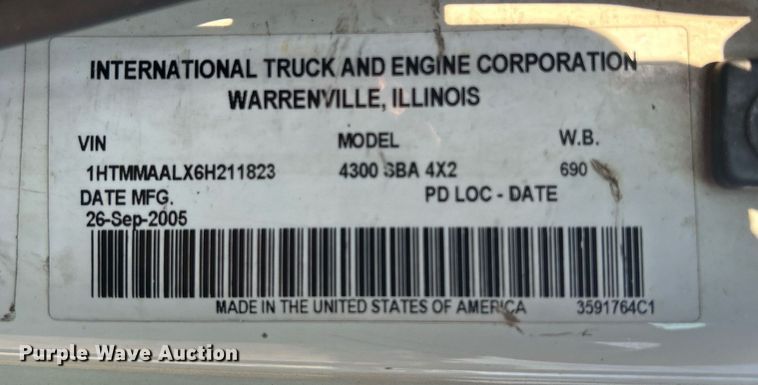 INTERNATIONAL TRUCK AND ENGINE CORPORATION
WARRENVILLE, ILLINOIS
VIN MODEL W.B.
1HTMMAALX6H211823 4300 SBA 4X2 690
DATE MFG. PD LOC - DATE
26-Sep-2005
MADE IN THE UNITED STATES OF AMERICA 3591764C1
Purple Wave Auction